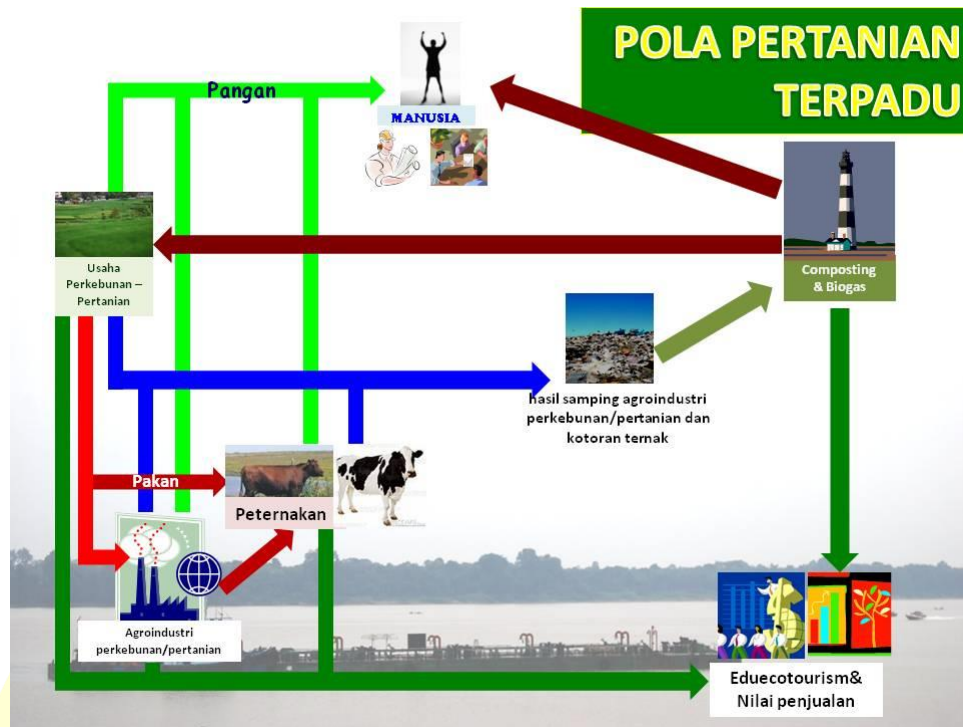 POLA PERTANIAN
TERPADU
Pangan
MANUSIA
Usaha
Perkebunan –
Pertanian
Composting
& Biogas
hasil samping agroindustri
perkebunan/pertanian dan
kotoran ternak
Pakan
Peternakan
Agroindustri
perkebunan/pertanian
Eduecotourism&
Nilai penjualan